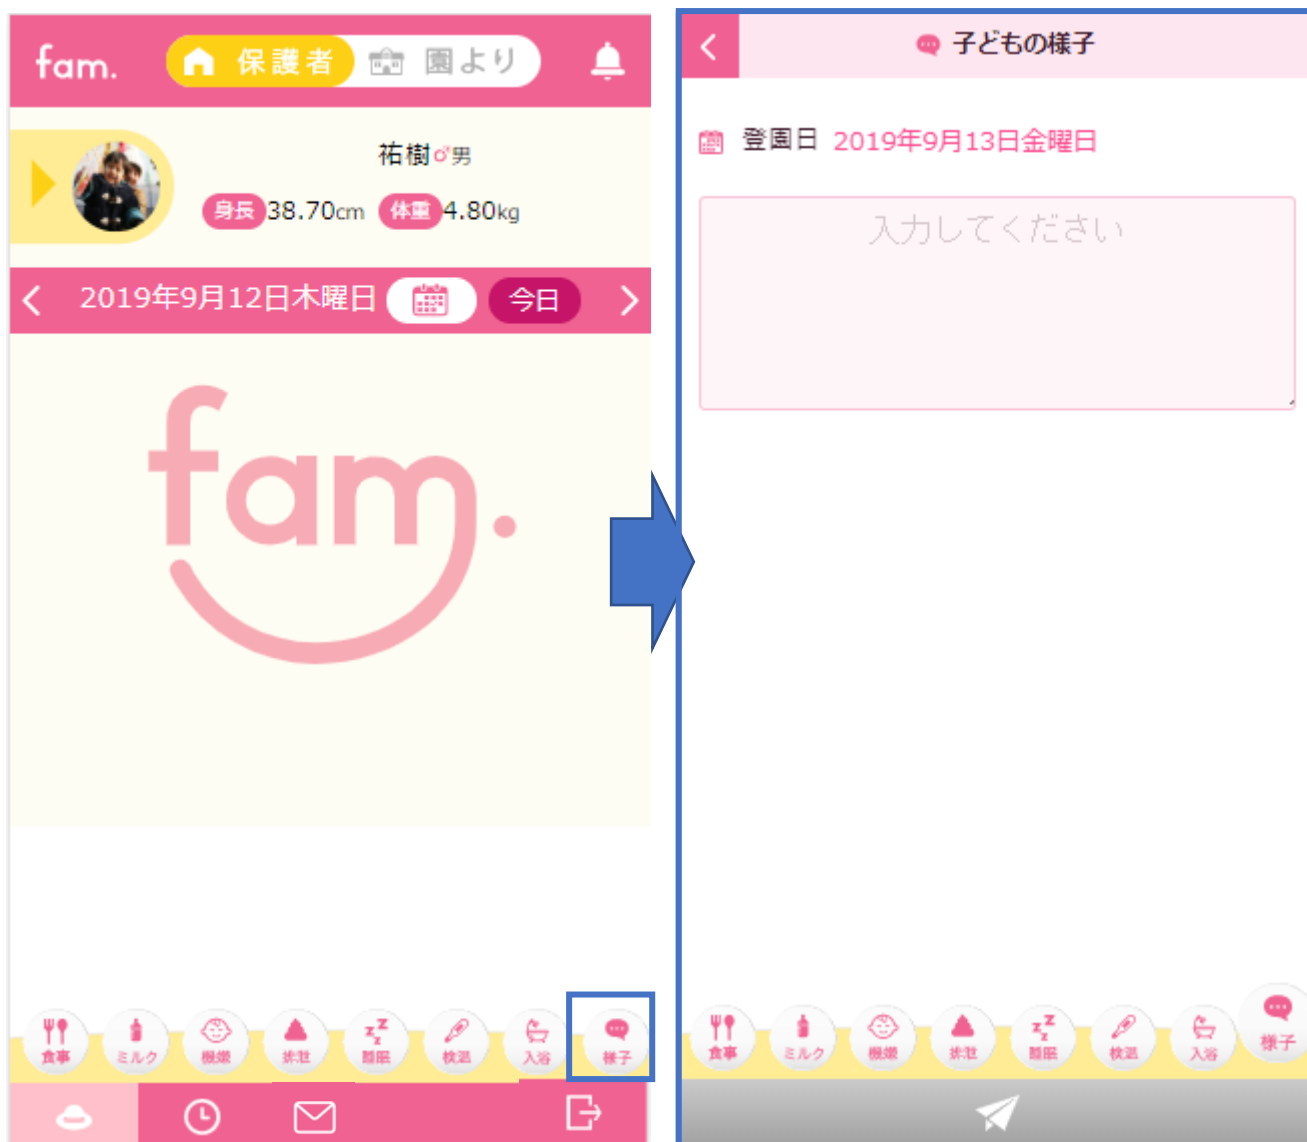 fam.
保護者
園より
祐樹♂男
身長 38.70cm 体重 4.80kg
2019年9月12日木曜日
今日
fam.
食事
ミルク
機嫌
排泄
睡眠
検温
入浴
様子
子どもの様子
登園日 2019年9月13日金曜日
入力してください
食事
ミルク
機嫌
排泄
睡眠
検温
入浴
様子